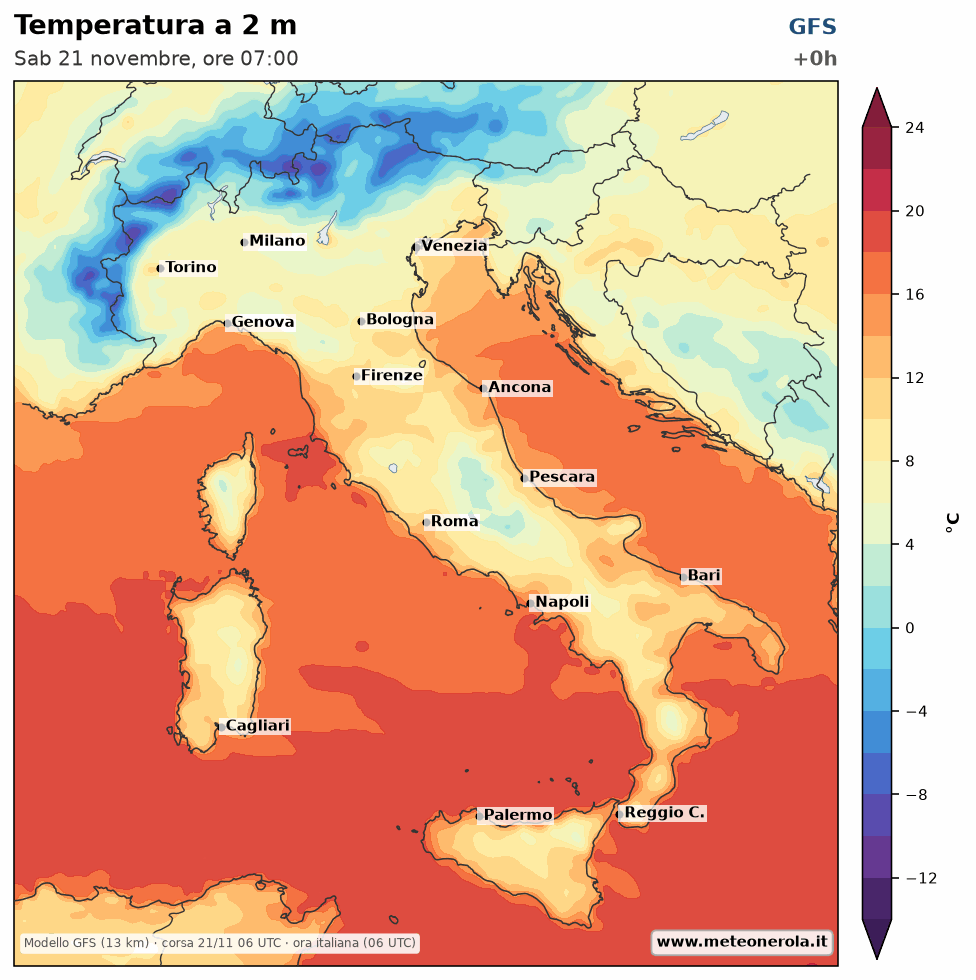 Temperatura a 2 m
GFS
Sab 21 novembre, ore 07:00
+0h
Milano
Venezia
Torino
Genova
Bologna
Firenze
Ancona
Pescara
Roma
Bari
Napoli
Cagliari
Palermo
Reggio C.
24
20
16
12
8
4
0
−4
−8
−12
°C
Modello GFS (13 km) · corsa 21/11 06 UTC · ora italiana (06 UTC)
www.meteonerola.it